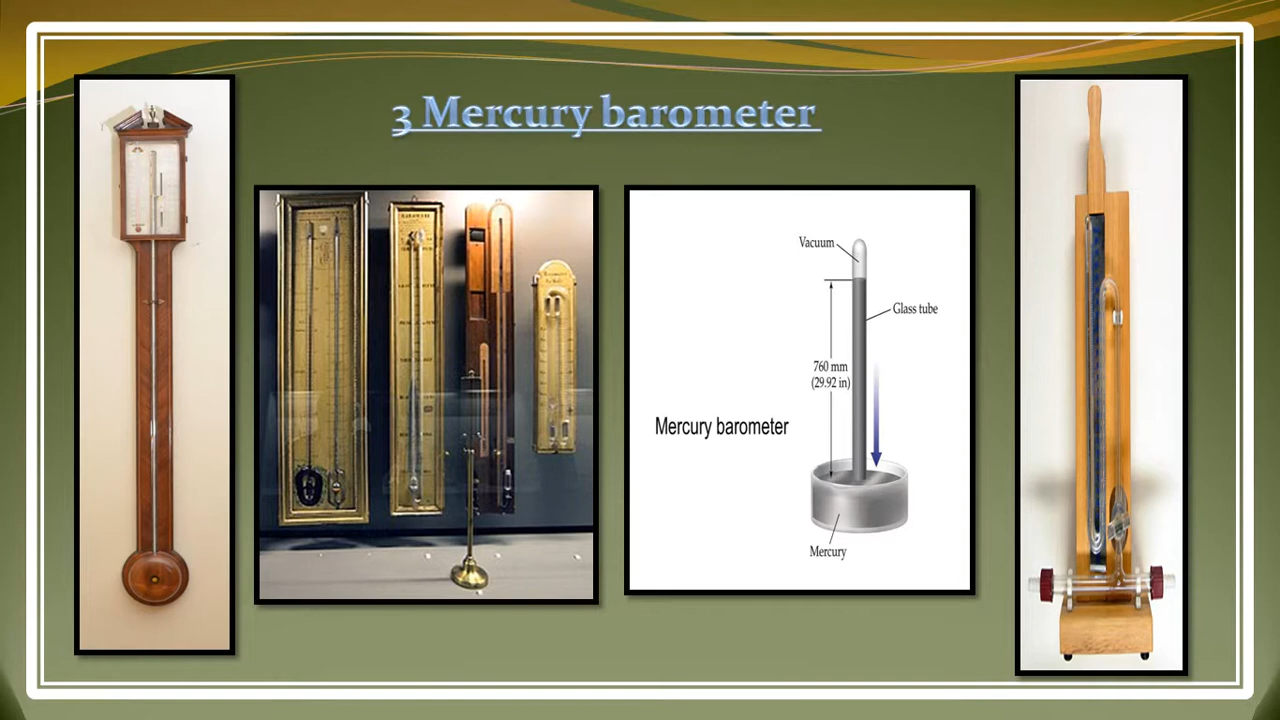 3 Mercury barometer
Vacuum
Glass tube
760 mm
(29.92 in)
Mercury barometer
Mercury